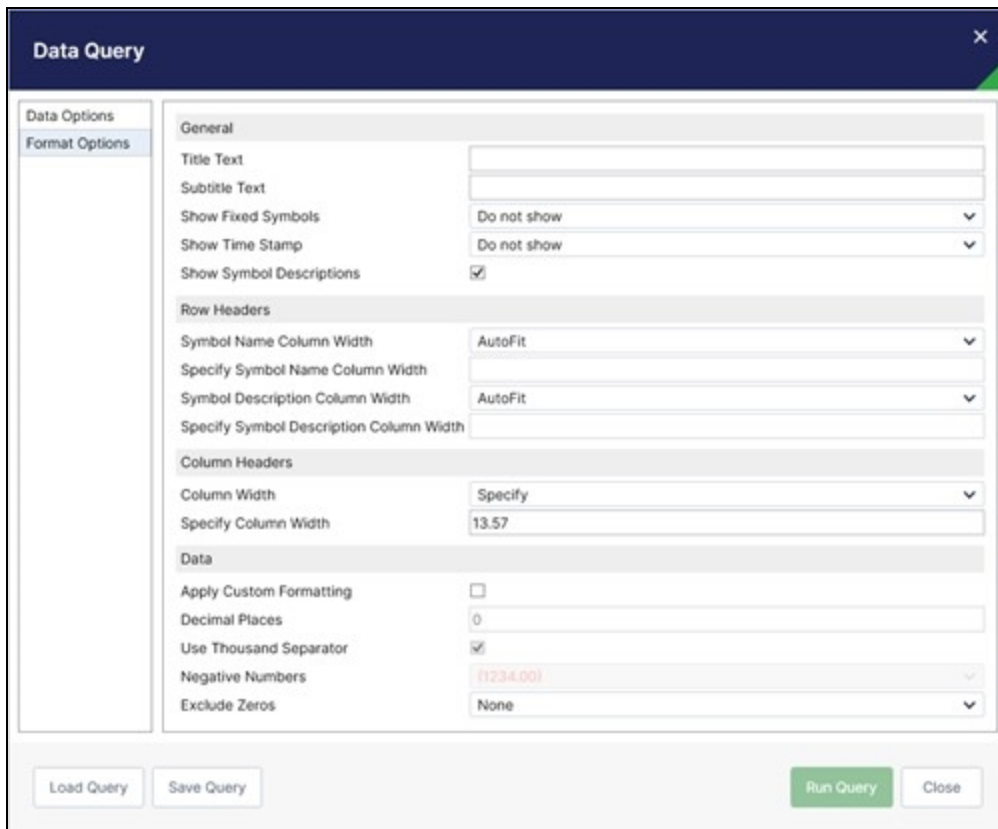 Data Query
Data Options
Format Options
General
Title Text
Subtitle Text
Show Fixed Symbols Do not show
Show Time Stamp Do not show
Show Symbol Descriptions
Row Headers
Symbol Name Column Width AutoFit
Specify Symbol Name Column Width
Symbol Description Column Width AutoFit
Specify Symbol Description Column Width
Column Headers
Column Width Specify
Specify Column Width 13.57
Data
Apply Custom Formatting
Decimal Places 0
Use Thousand Separator
Negative Numbers (1234.00)
Exclude Zeros None
Load Query Save Query Run Query Close